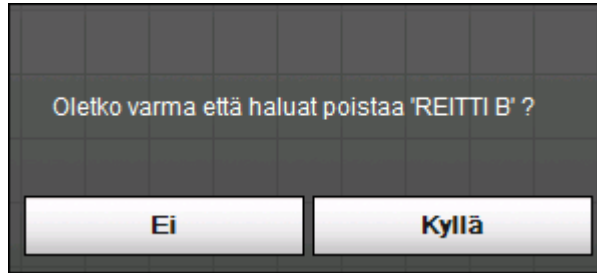 Oletko varma että haluat poistaa 'REITTI B' ?
Ei
Kyllä